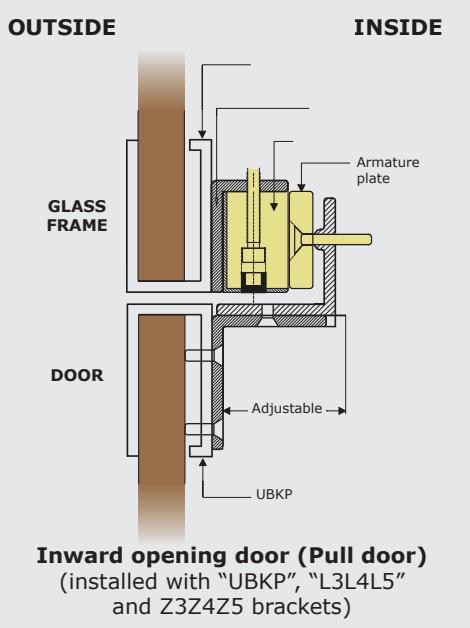 OUTSIDE
INSIDE
Armature
plate
GLASS
FRAME
DOOR
Adjustable
UBKP
Inward opening door (Pull door)
(installed with “UBKP”, “L3L4L5”
and Z3Z4Z5 brackets)